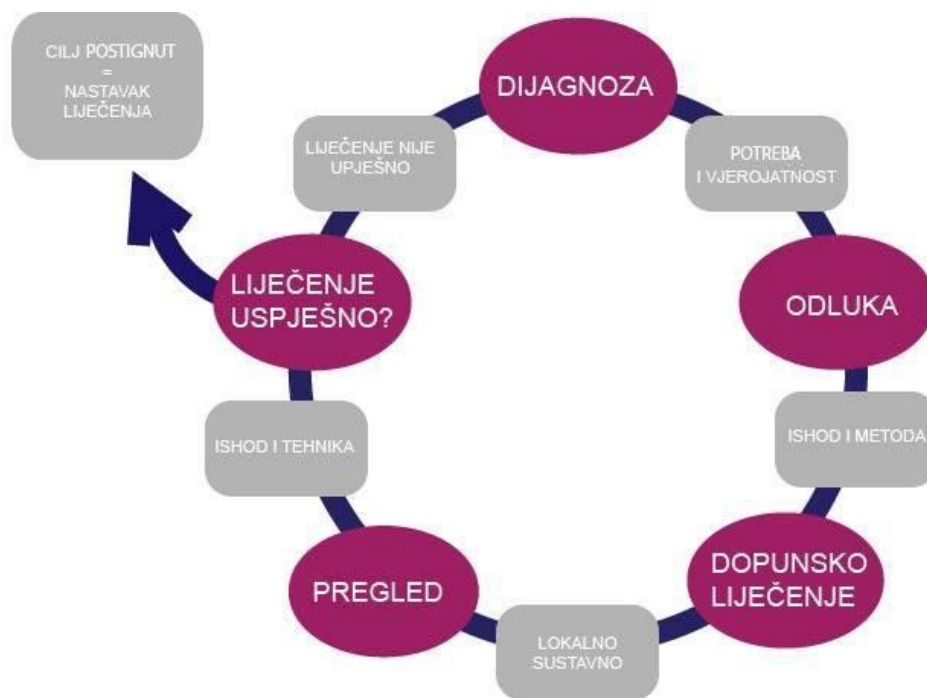 CILJ POSTIGNUT
=
NASTAVAK
LIJEČENJA
DIJAGNOZA
LIJEČENJE NIJE
UPJEŠNO
POTREBA
I VJEROJATNOST
LIJEČENJE
USPJEŠNO?
ODLUKA
ISHOD I TEHNIKA
ISHOD I METODA
PREGLED
DOPUNSKO
LIJEČENJE
LOKALNO
SUSTAVNO